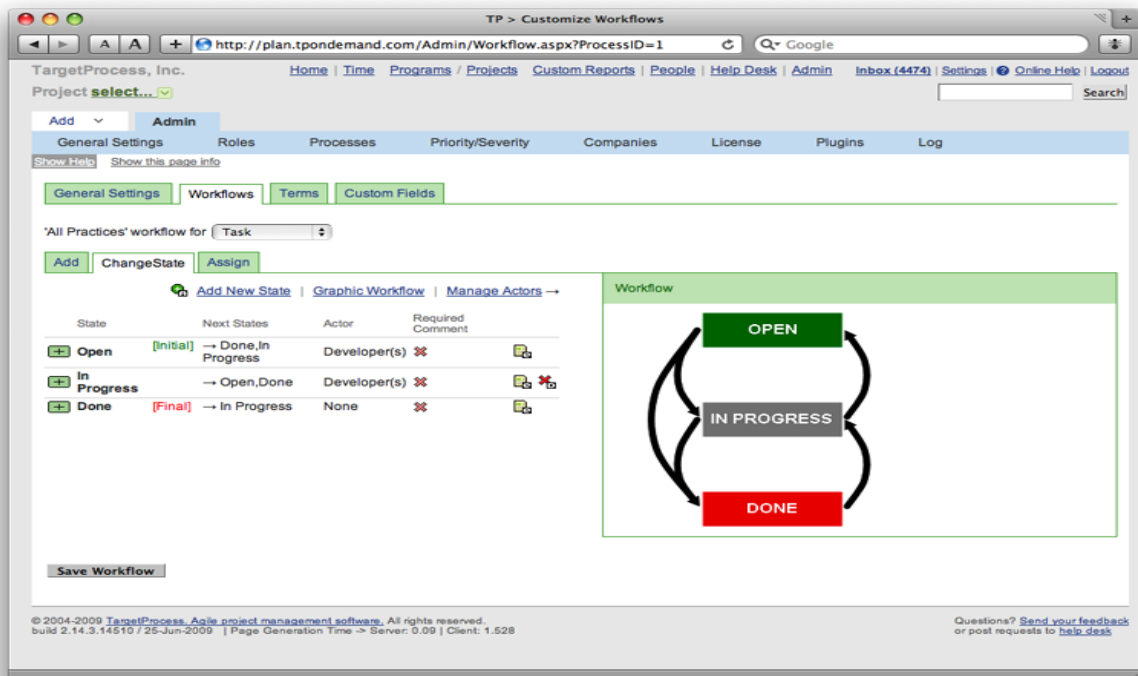 TP > Customize Workflows
A A + http://plan.tpondemand.com/Admin/Workflow.aspx?ProcessID=1 Google
TargetProcess, Inc. Home | Time Programs / Projects Custom Reports | People | Help Desk | Admin Inbox (4474) | Settings | Online Help | Logout
Project select... Search
Add Admin
General Settings Roles Processes Priority/Severity Companies License Plugins Log
Show Help Show this page info
General Settings Workflows Terms Custom Fields
'All Practices' workflow for Task
Add ChangeState Assign
Add New State | Graphic Workflow | Manage Actors →
State Next States Actor Required Comment
Open [Initial] → Done,In Progress Developer(s)
In Progress → Open,Done Developer(s)
Done [Final] → In Progress None
Workflow
OPEN
IN PROGRESS
DONE
Save Workflow
© 2004-2009 TargetProcess. Agile project management software. All rights reserved.
build 2.14.3.14510 / 25-Jun-2009 | Page Generation Time -> Server: 0.09 | Client: 1.528
Questions? Send your feedback
or post requests to help desk